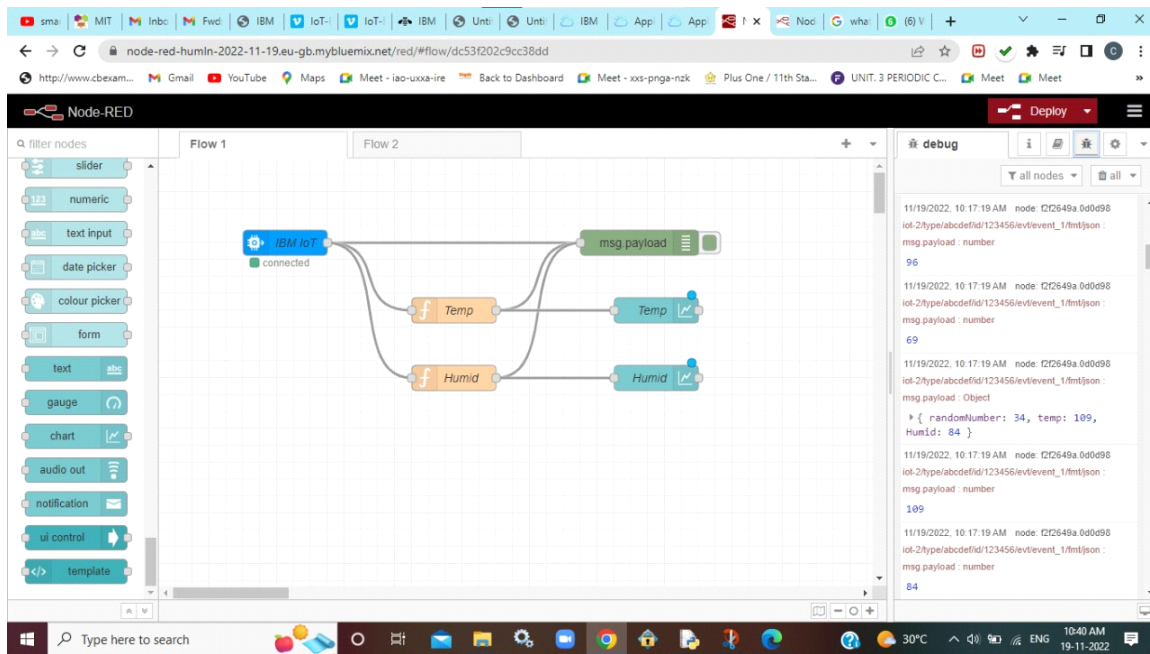 smar
MIT
Inbo
Fwd:
IBM
IoT-I
IoT-I
IBM
Unti
Unti
IBM
Appl
App
N
Nod
wha
(6) V
node-red-humln-2022-11-19.eu-gb.mybluemix.net/red/#flow/dc53f202c9cc38dd
http://www.cbexam...
Gmail
YouTube
Maps
Meet - iao-uxxa-ire
Back to Dashboard
Meet - xxs-pnga-nzk
Plus One / 11th Sta...
UNIT. 3 PERIODIC C...
Meet
Meet
Node-RED
Deploy
filter nodes
Flow 1
Flow 2
debug
i
all nodes
all
slider
123 numeric
abc text input
date picker
colour picker
form
text abc
gauge
chart
audio out
notification
ui control
</> template
IBM IoT
connected
msg.payload
f Temp
Temp
f Humid
Humid
11/19/2022, 10:17:19 AM node: f2f2649a.0d0d98
iot-2/type/abcdef/id/123456/evt/event_1/fmt/json :
msg.payload : number
96
11/19/2022, 10:17:19 AM node: f2f2649a.0d0d98
iot-2/type/abcdef/id/123456/evt/event_1/fmt/json :
msg.payload : number
69
11/19/2022, 10:17:19 AM node: f2f2649a.0d0d98
iot-2/type/abcdef/id/123456/evt/event_1/fmt/json :
msg.payload : Object
{ randomNumber: 34, temp: 109,
Humid: 84 }
11/19/2022, 10:17:19 AM node: f2f2649a.0d0d98
iot-2/type/abcdef/id/123456/evt/event_1/fmt/json :
msg.payload : number
109
11/19/2022, 10:17:19 AM node: f2f2649a.0d0d98
iot-2/type/abcdef/id/123456/evt/event_1/fmt/json :
msg.payload : number
84
Type here to search
30°C
ENG
10:40 AM
19-11-2022